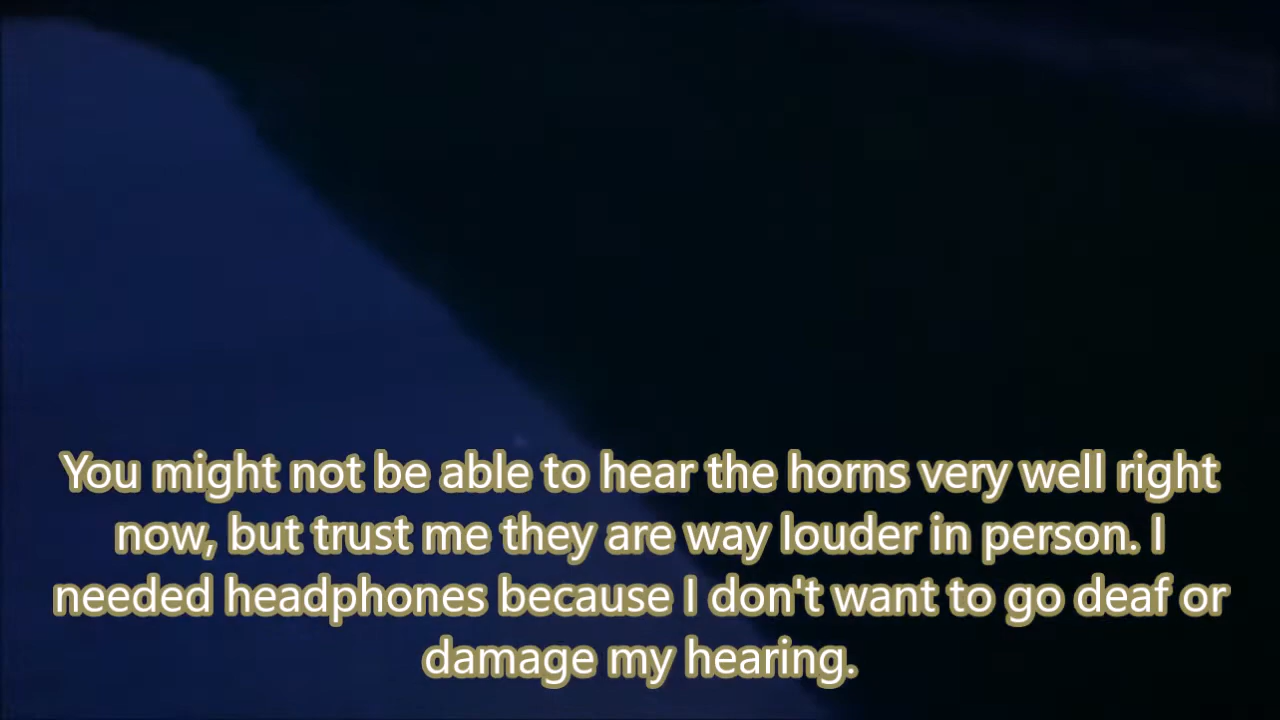 You might not be able to hear the horns very well right
now, but trust me they are way louder in person. I
needed headphones because I don't want to go deaf or
damage my hearing.